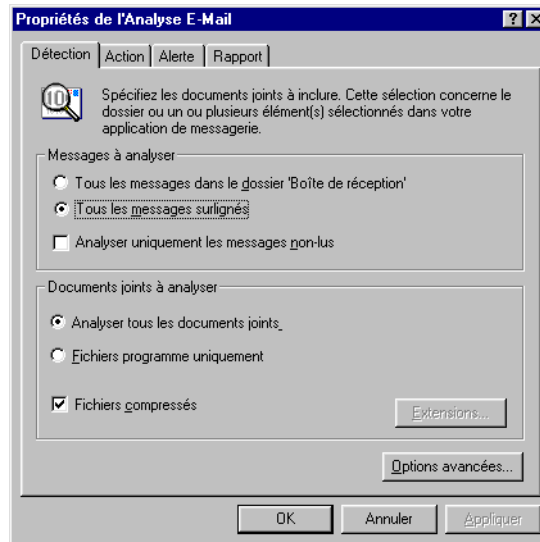 Propriétés de l'Analyse E-Mail
Détection
Action
Alerte
Rapport
Spécifiez les documents joints à inclure. Cette sélection concerne le
dossier ou un ou plusieurs élément(s) sélectionnés dans votre
application de messagerie.
Messages à analyser
Tous les messages dans le dossier 'Boîte de réception'
Tous les messages surlignés
Analyser uniquement les messages non-lus
Documents joints à analyser
Analyser tous les documents joints
Fichiers programme uniquement
Fichiers compressés
Extensions...
Options avancées...
OK
Annuler
Appliquer